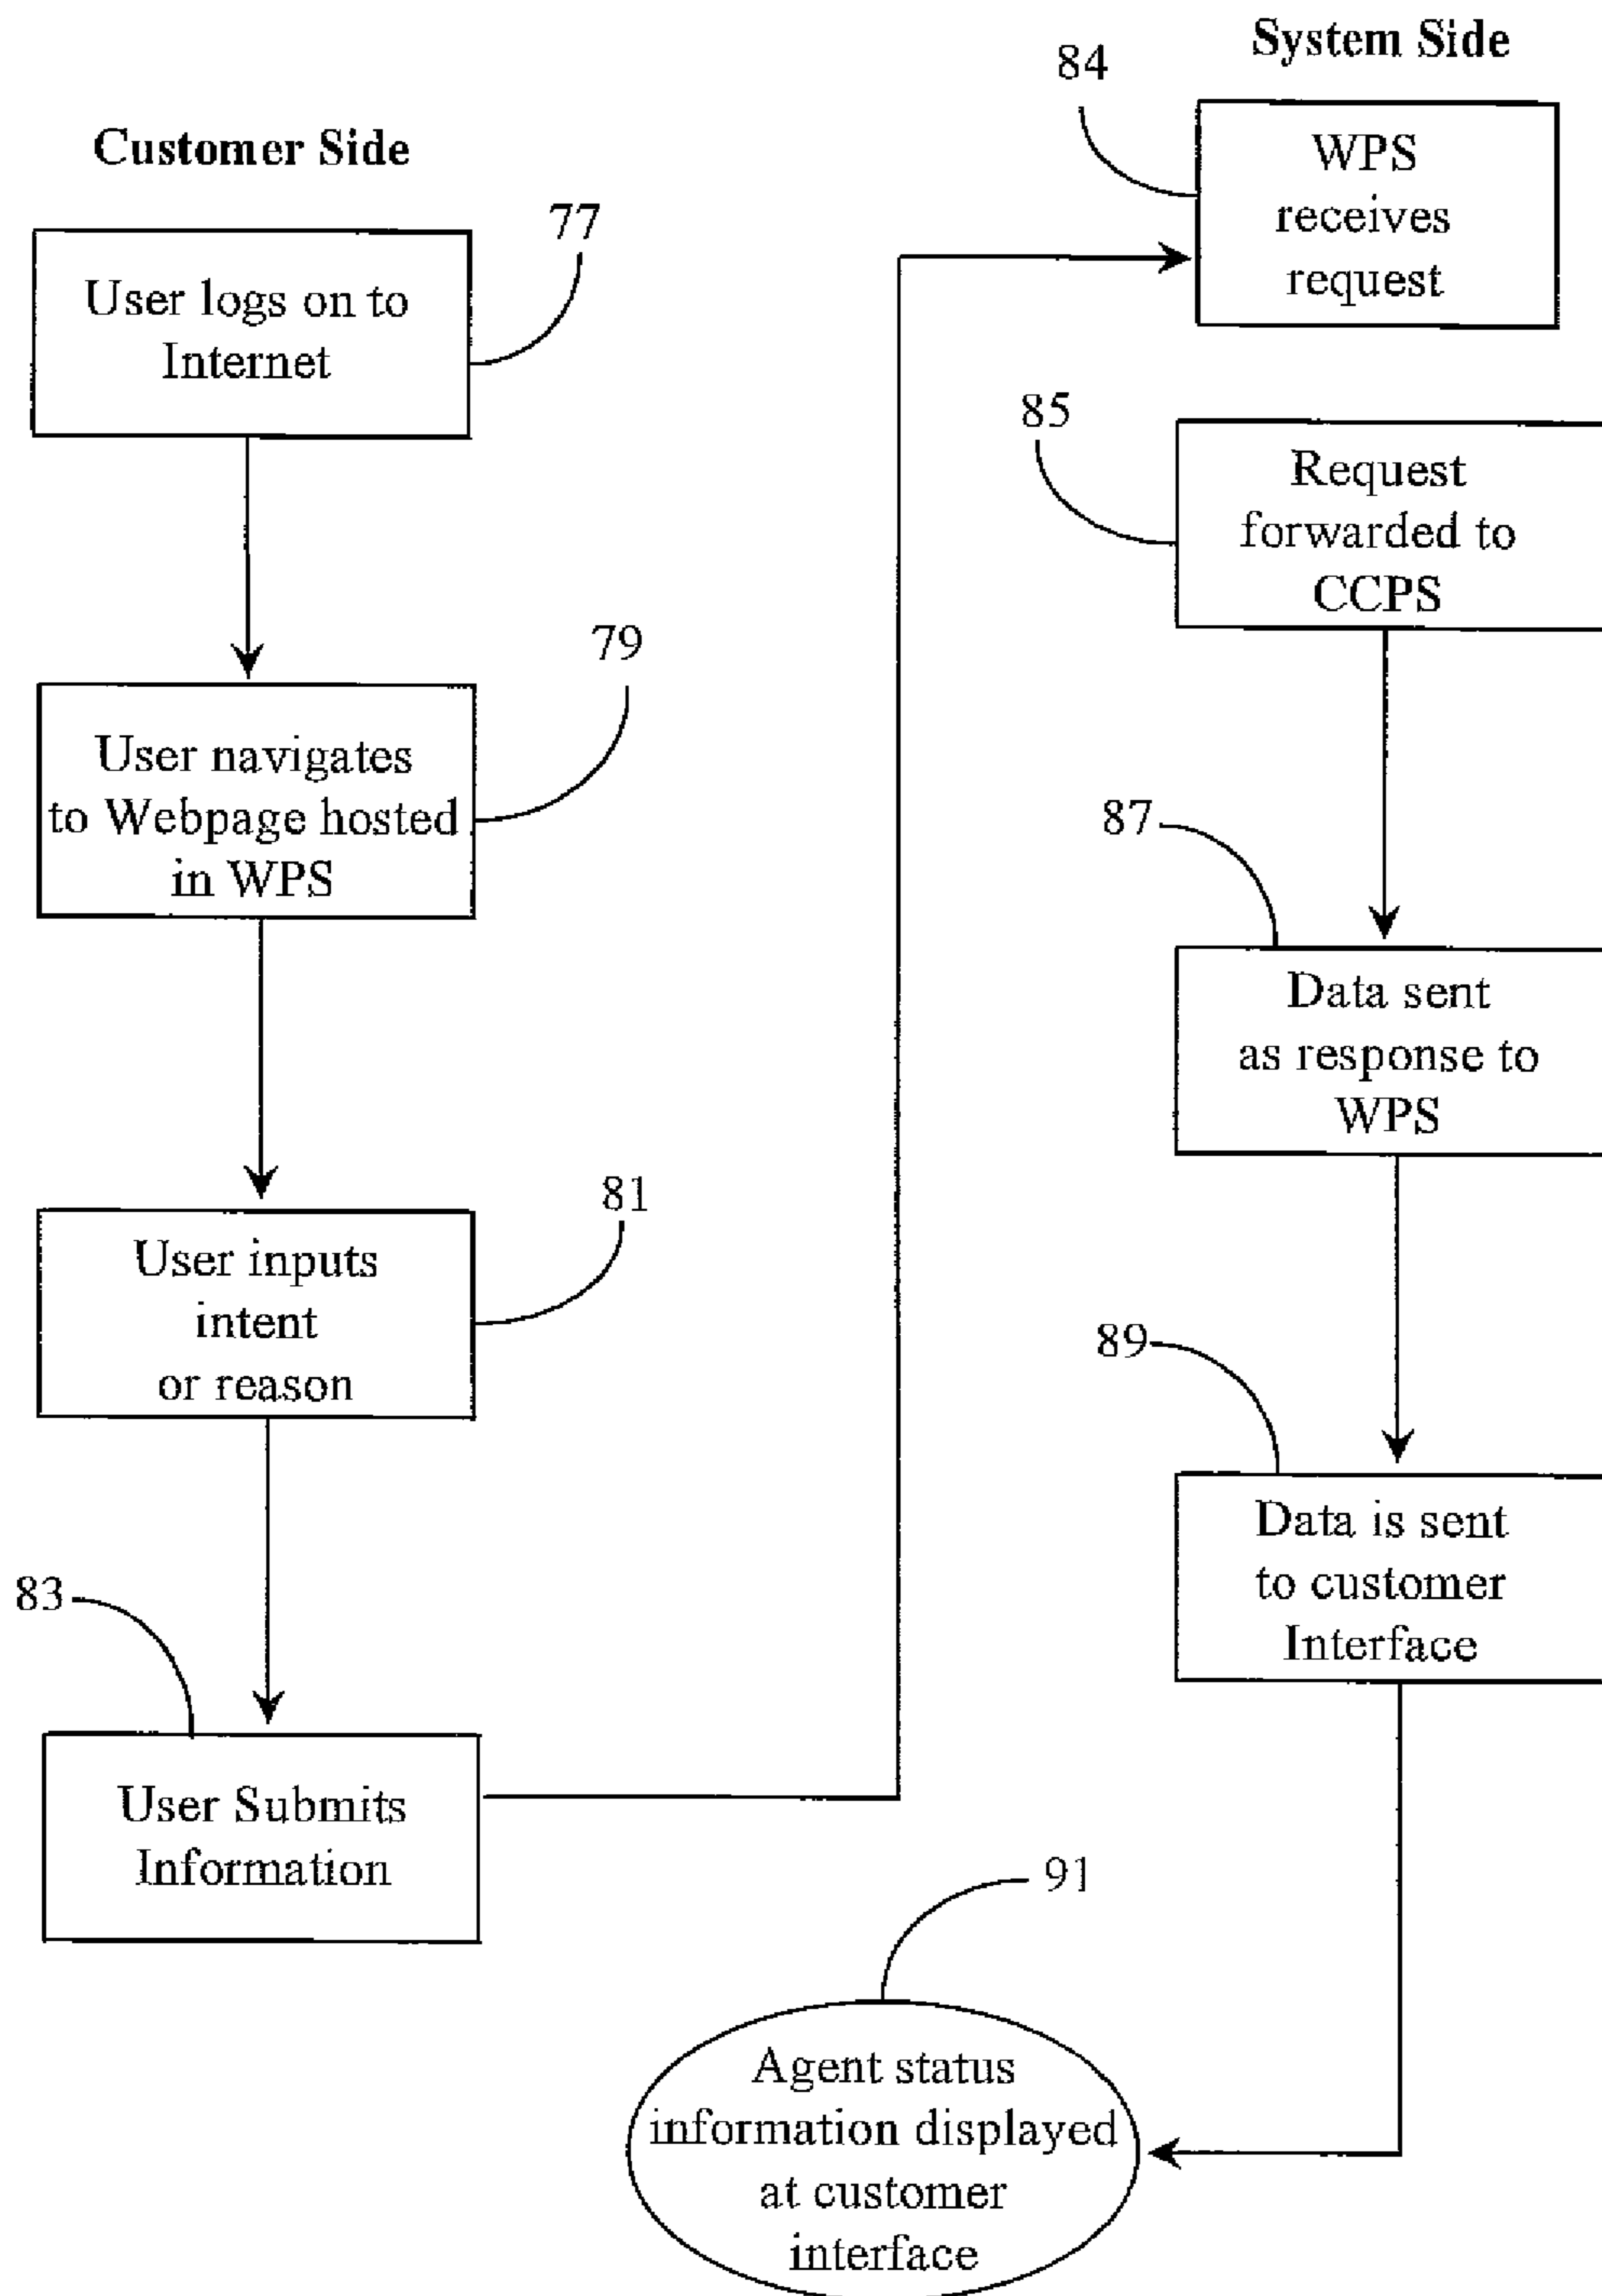 Customer Side
77
User logs on to
Internet
79
User navigates
to Webpage hosted
in WPS
81
User inputs
intent
or reason
83
User Submits
Information
System Side
84
WPS
receives
request
85
Request
forwarded to
CCPS
87
Data sent
as response to
WPS
89
Data is sent
to customer
Interface
91
Agent status
information displayed
at customer
interface